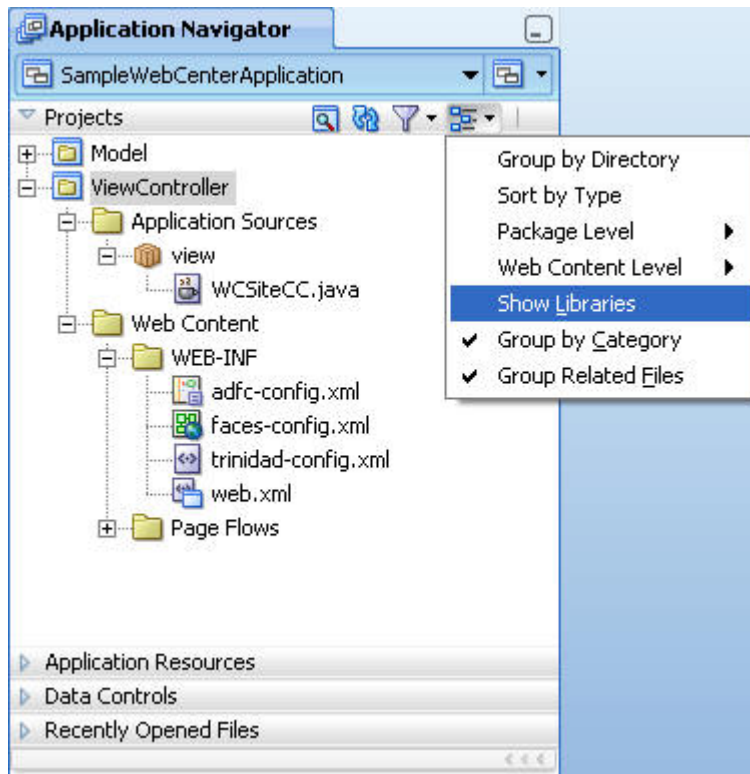 Application Navigator
SampleWebCenterApplication
Projects
Model
ViewController
Application Sources
view
WCSiteCC.java
Web Content
WEB-INF
adfc-config.xml
faces-config.xml
trinidad-config.xml
web.xml
Page Flows
Group by Directory
Sort by Type
Package Level
Web Content Level
Show Libraries
Group by Category
Group Related Files
Application Resources
Data Controls
Recently Opened Files